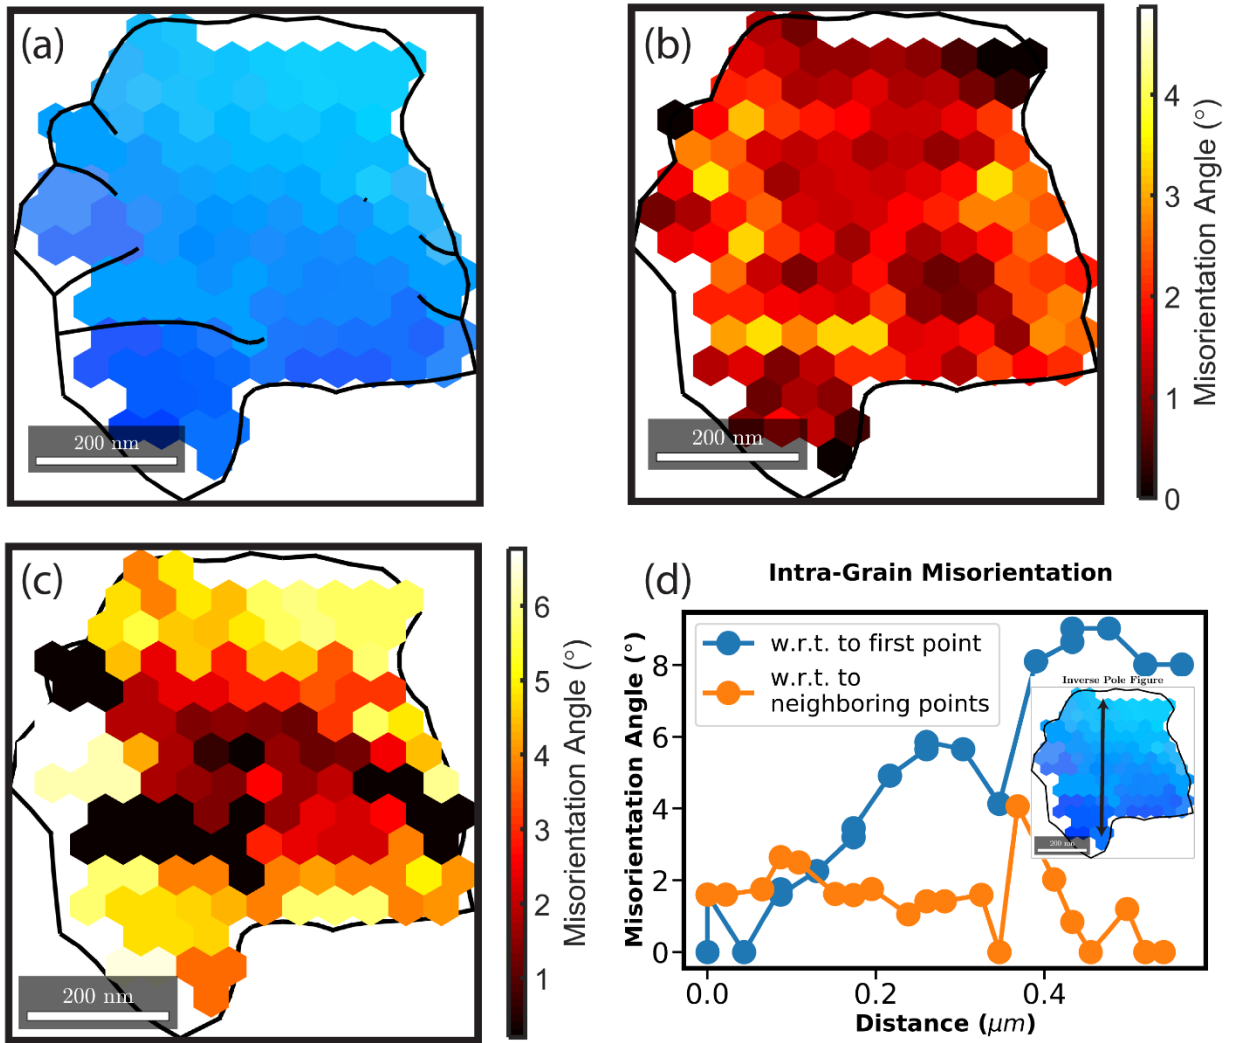 (a)
200 nm
(b)
200 nm
4
3
2
1
0
Misorientation Angle (°)
(c)
200 nm
6
5
4
3
2
1
Misorientation Angle (°)
(d)
Intra-Grain Misorientation
w.r.t. to first point
w.r.t. to
neighboring points
Inverse Pole Figure
200 nm
Misorientation Angle (°)
8
6
4
2
0
0.0
0.2
0.4
Distance (μm)